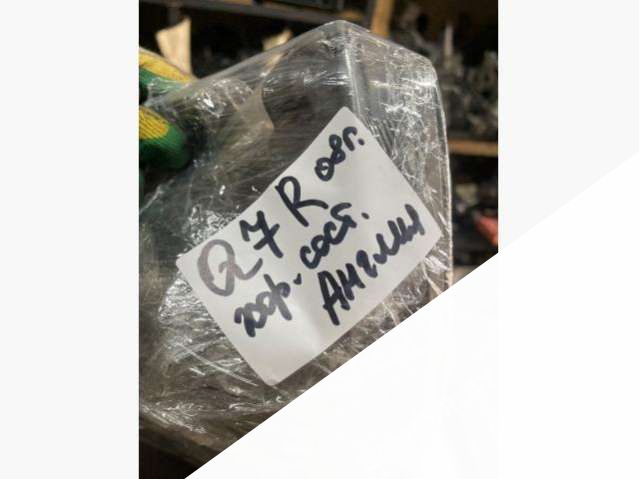 Q7 R 08г.
хор. сост.
Англия